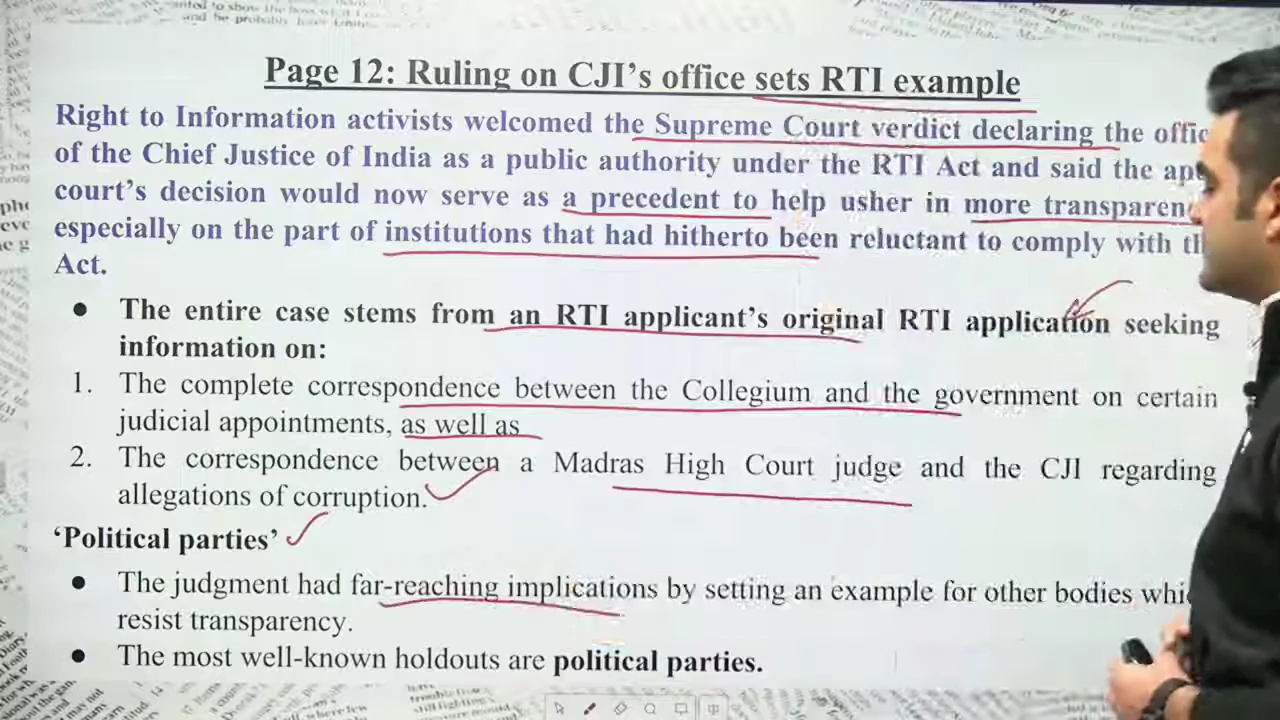 Page 12: Ruling on CJI's office sets RTI example
Right to Information activists welcomed the Supreme Court verdict declaring the
of the Chief Justice of India as a public authority under the RTI Act and said the
court's decision would now serve as a precedent to help usher in more
especially on the part of institutions that had hitherto been reluctant to comply with
Act.
● The entire case stems from an RTI applicant's original RTI application seeking
information on:
1. The complete correspondence between the Collegium and the government on certain
judicial appointments, as well as
2. The correspondence between a Madras High Court judge and the CJI regarding
allegations of corruption.
'Political parties'
● The judgment had far-reaching implications by setting an example for other bodies
resist transparency.
● The most well-known holdouts are political parties.